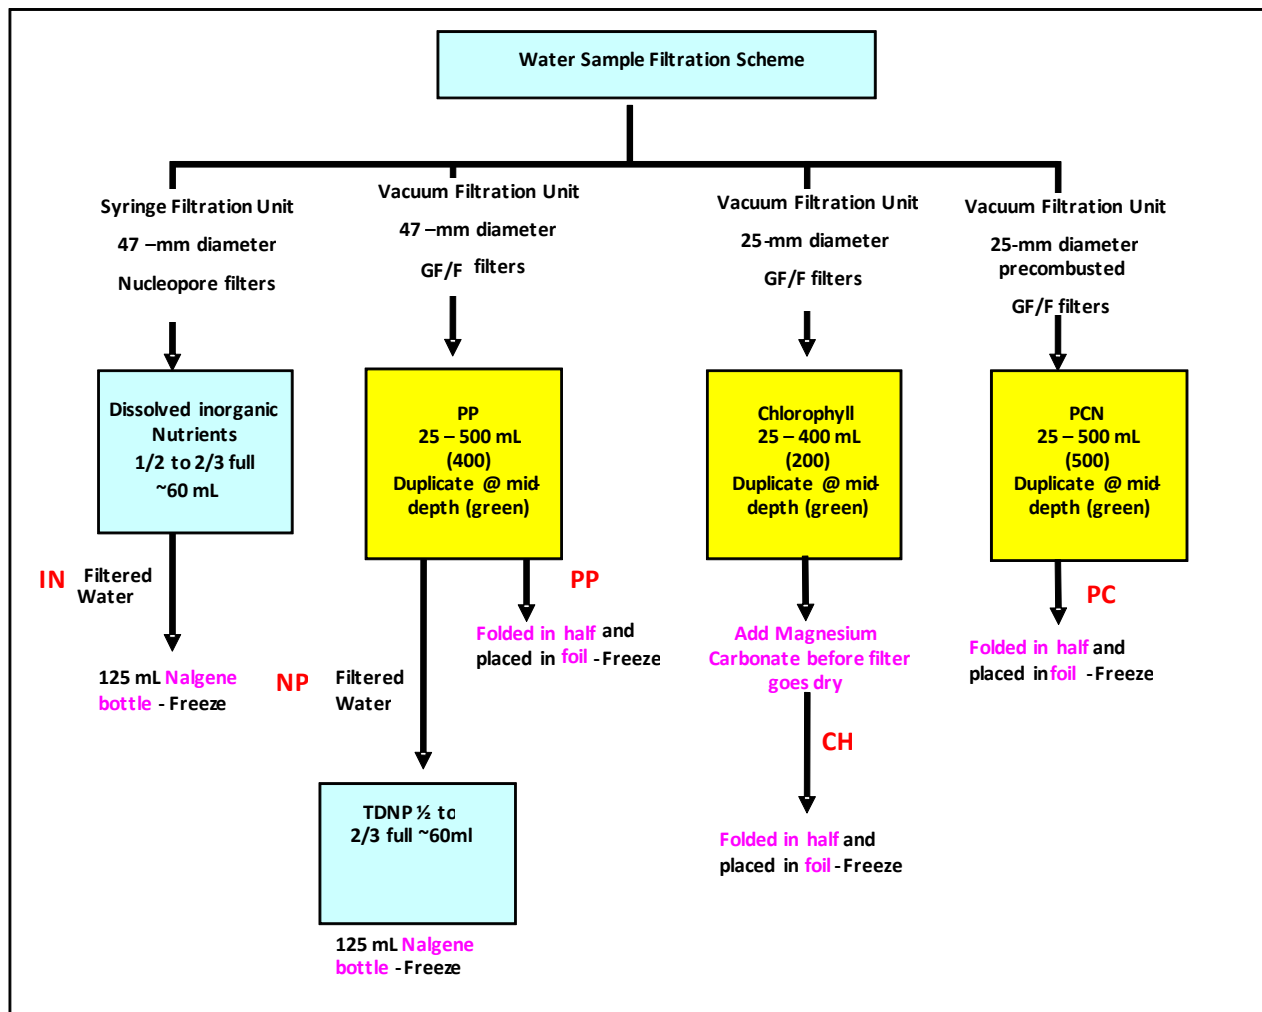 Water Sample Filtration Scheme
Syringe Filtration Unit
47 –mm diameter
Nucleopore filters
Vacuum Filtration Unit
47 –mm diameter
GF/F filters
Vacuum Filtration Unit
25-mm diameter
GF/F filters
Vacuum Filtration Unit
25-mm diameter
precombusted
GF/F filters
Dissolved inorganic
Nutrients
1/2 to 2/3 full
~60 mL
PP
25 – 500 mL
(400)
Duplicate @ mid-
depth (green)
Chlorophyll
25 – 400 mL
(200)
Duplicate @ mid-
depth (green)
PCN
25 – 500 mL
(500)
Duplicate @ mid-
depth (green)
IN Filtered
Water
125 mL Nalgene
bottle - Freeze
NP Filtered
Water
PP
Folded in half and
placed in foil - Freeze
Add Magnesium
Carbonate before filter
goes dry
CH
Folded in half and
placed in foil - Freeze
PC
Folded in half and
placed in foil - Freeze
TDNP ½ to
2/3 full ~60ml
125 mL Nalgene
bottle - Freeze